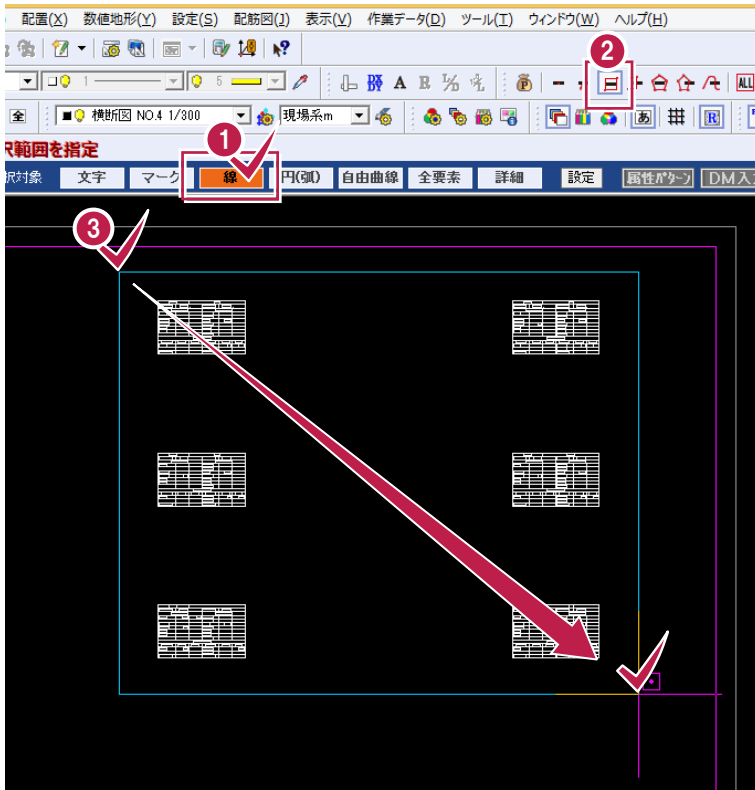 配置(X) 数値地形(Y) 設定(S) 配筋図(J) 表示(V) 作業データ(D) ツール(T) ウィンドウ(W) ヘルプ(H)
2
1 5 A B ALL
全 横断図 NO.4 1/300 現場系m あ R
1
択範囲を指定
択対象 文字 マーク 線 円(弧) 自由曲線 全要素 詳細 設定 属性パターン DM入
3